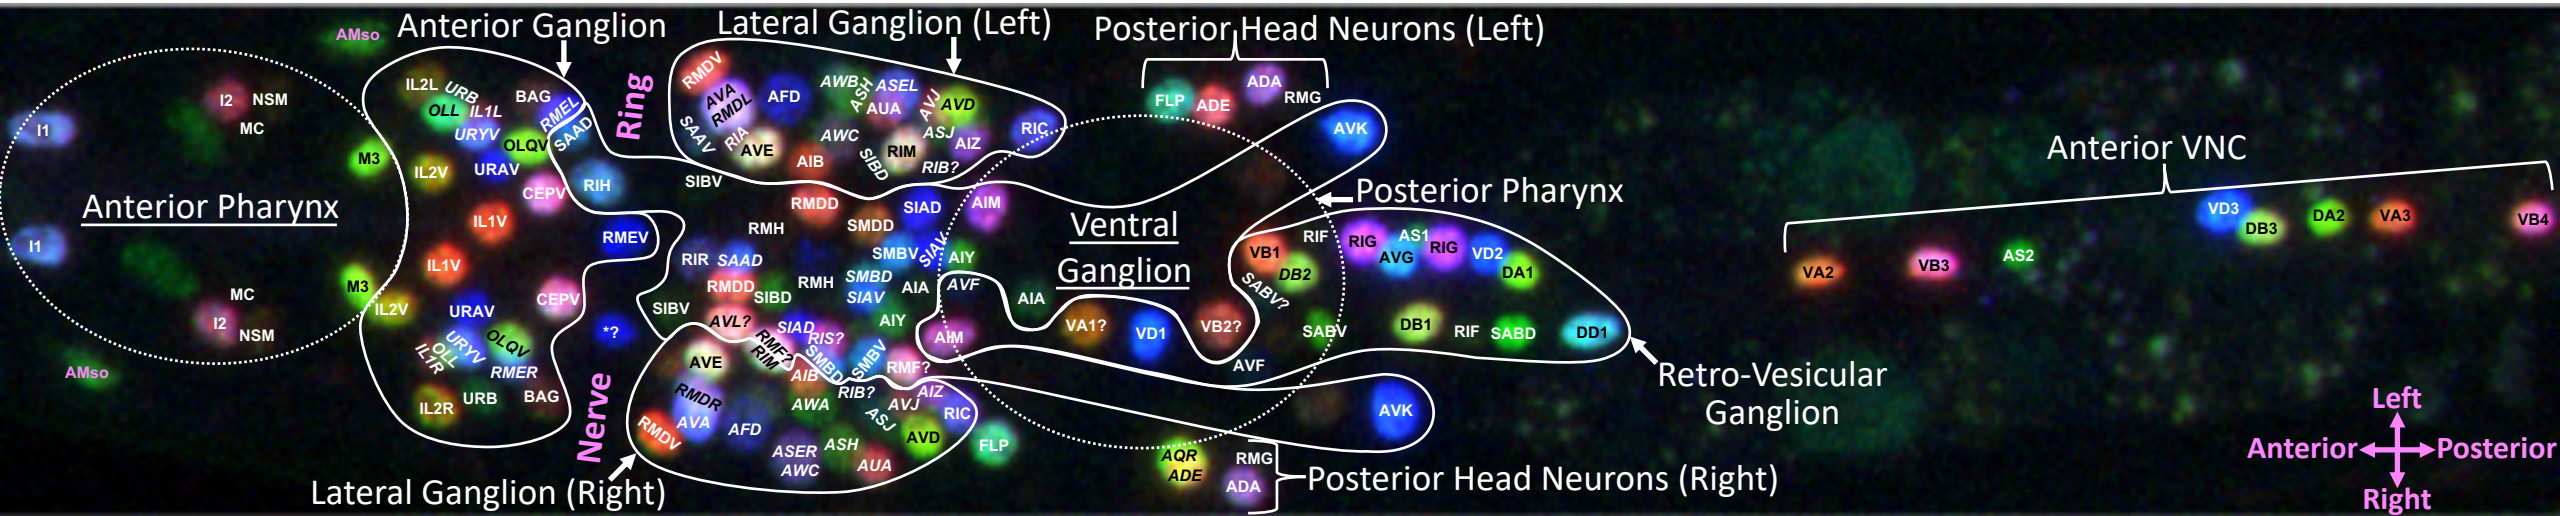 AMso
Anterior Ganglion
Lateral Ganglion (Left)
Posterior Head Neurons (Left)
I1
I2
NSM
MC
M3
Anterior Pharynx
I1
MC
I2
NSM
M3
AMso
IL2L
URB
BAG
OLL
IL1L
RMEL
URYV
OLQV
SAAD
IL2V
URAV
CEPV
RIH
IL1V
RMEV
IL1V
CEPV
IL2V
URAV
URYV
OLQV
OLL
IL1R
RMER
IL2R
URB
BAG
*?
Ring
Nerve
RMDV
AVA
RMDL
AFD
AWB
ASH
ASEL
AUA
AVJ
AVD
SAAV
RIA
AVE
AWC
ASJ
AIZ
RIC
AIB
SIBD
RIM
RIB?
SIBV
RMDD
SIAD
AIM
RMH
SMDD
RIR
SAAD
SMBV
SIAV
AIY
RMDD
SIBD
RMH
SMBD
SIAV
AIA
AVF
AIA
SIBV
AVL?
SIAD
RIS?
AIY
AIM
RMF?
SMBD
SMBV
RMF?
Ventral
Ganglion
VA1?
VD1
VB2?
AVF
AVE
RIM
AIB
RMDR
AVA
AFD
RMDV
AWA
RIB?
AVJ
AIZ
ASJ
RIC
ASER
AWC
ASH
AUA
AVD
FLP
Lateral Ganglion (Right)
FLP
ADE
ADA
RMG
AVK
Posterior Pharynx
VB1
DB2
RIF
SABV?
RIG
AS1
AVG
RIG
VD2
DA1
SABV
DB1
RIF
SABD
DD1
AVK
Retro-Vesicular
Ganglion
AQR
ADE
RMG
ADA
Posterior Head Neurons (Right)
Anterior VNC
VA2
VB3
AS2
VD3
DB3
DA2
VA3
VB4
Left
Anterior
Posterior
Right